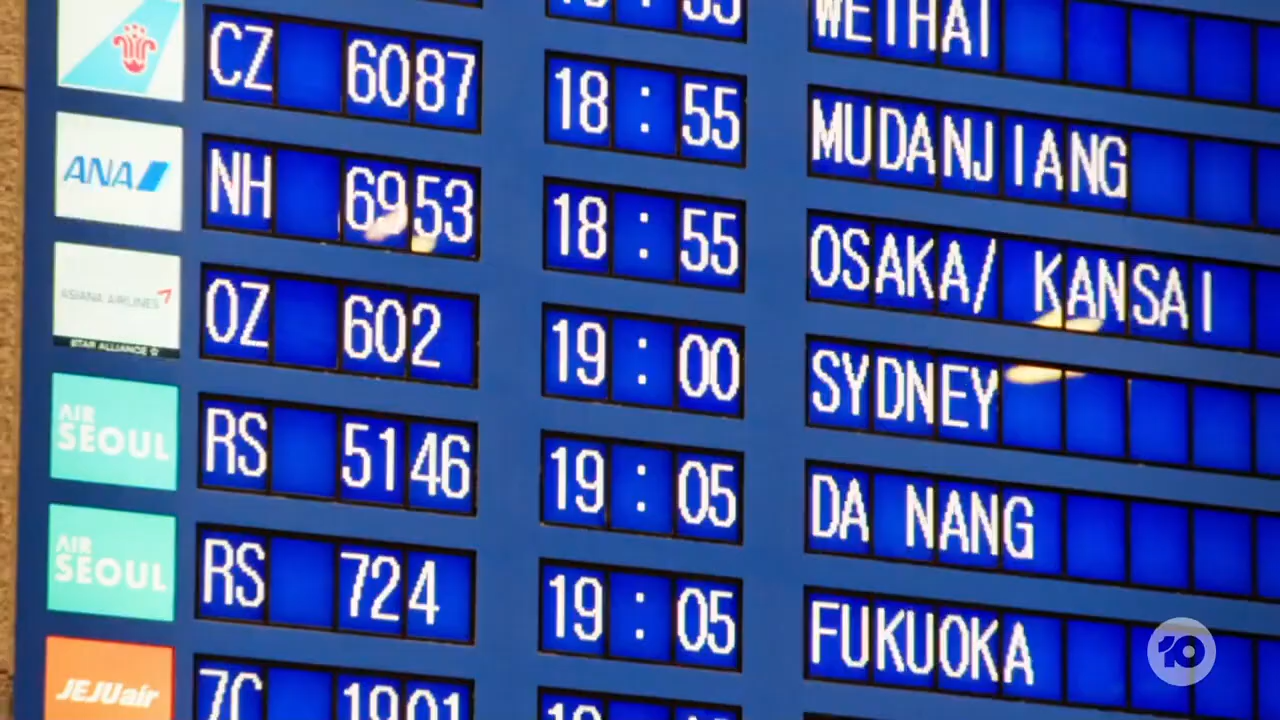 WEIHAI
CZ 6087 18:55 MUDANJIANG
ANA NH 6953 18:55 OSAKA/ KANSAI
ASIANA AIRLINES OZ 602 19:00 SYDNEY
STAR ALLIANCE
AIR SEOUL RS 5146 19:05 DA NANG
AIR SEOUL RS 724 19:05 FUKUOKA
JEJUair 7C 1901
10